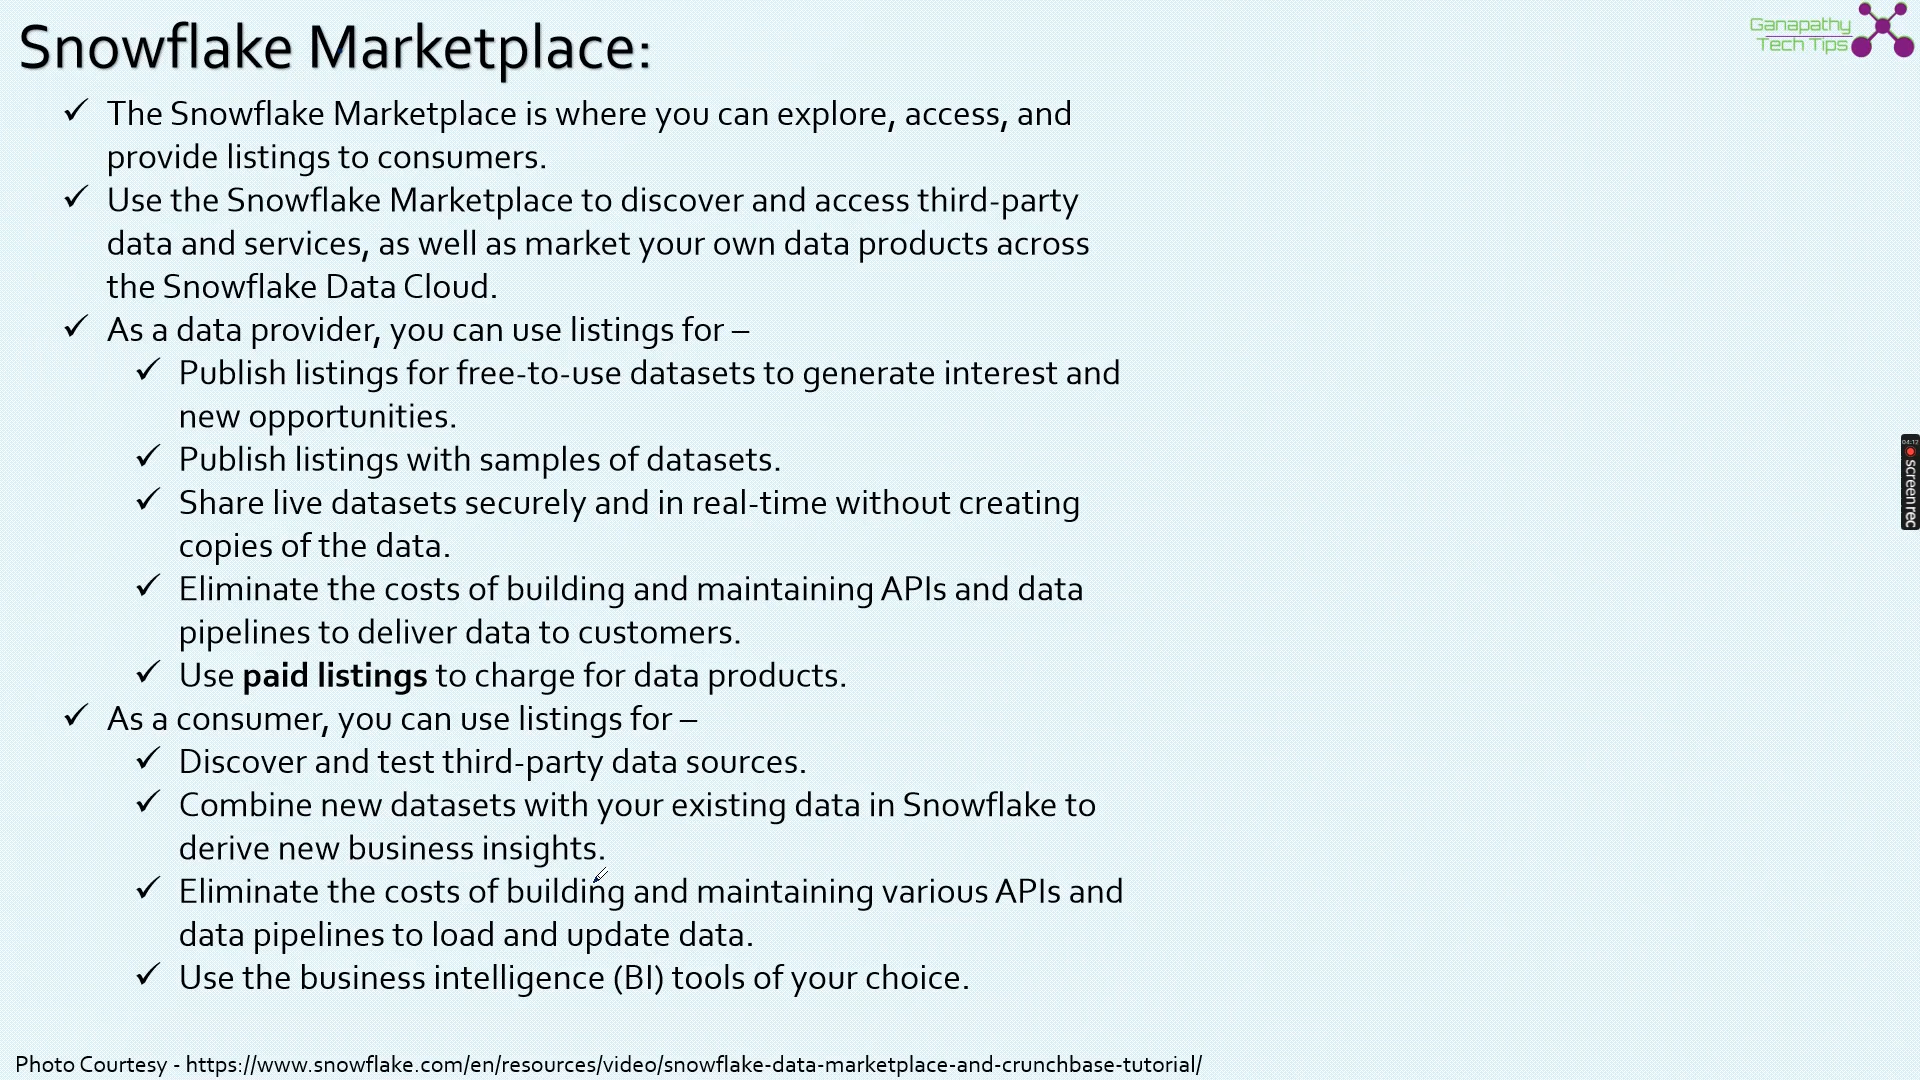 Snowflake Marketplace:
Ganapathy
Tech Tips
✓ The Snowflake Marketplace is where you can explore, access, and
provide listings to consumers.
✓ Use the Snowflake Marketplace to discover and access third-party
data and services, as well as market your own data products across
the Snowflake Data Cloud.
✓ As a data provider, you can use listings for –
✓ Publish listings for free-to-use datasets to generate interest and
new opportunities.
✓ Publish listings with samples of datasets.
✓ Share live datasets securely and in real-time without creating
copies of the data.
✓ Eliminate the costs of building and maintaining APIs and data
pipelines to deliver data to customers.
✓ Use paid listings to charge for data products.
✓ As a consumer, you can use listings for –
✓ Discover and test third-party data sources.
✓ Combine new datasets with your existing data in Snowflake to
derive new business insights.
✓ Eliminate the costs of building and maintaining various APIs and
data pipelines to load and update data.
✓ Use the business intelligence (BI) tools of your choice.
screenrec
Photo Courtesy - https://www.snowflake.com/en/resources/video/snowflake-data-marketplace-and-crunchbase-tutorial/